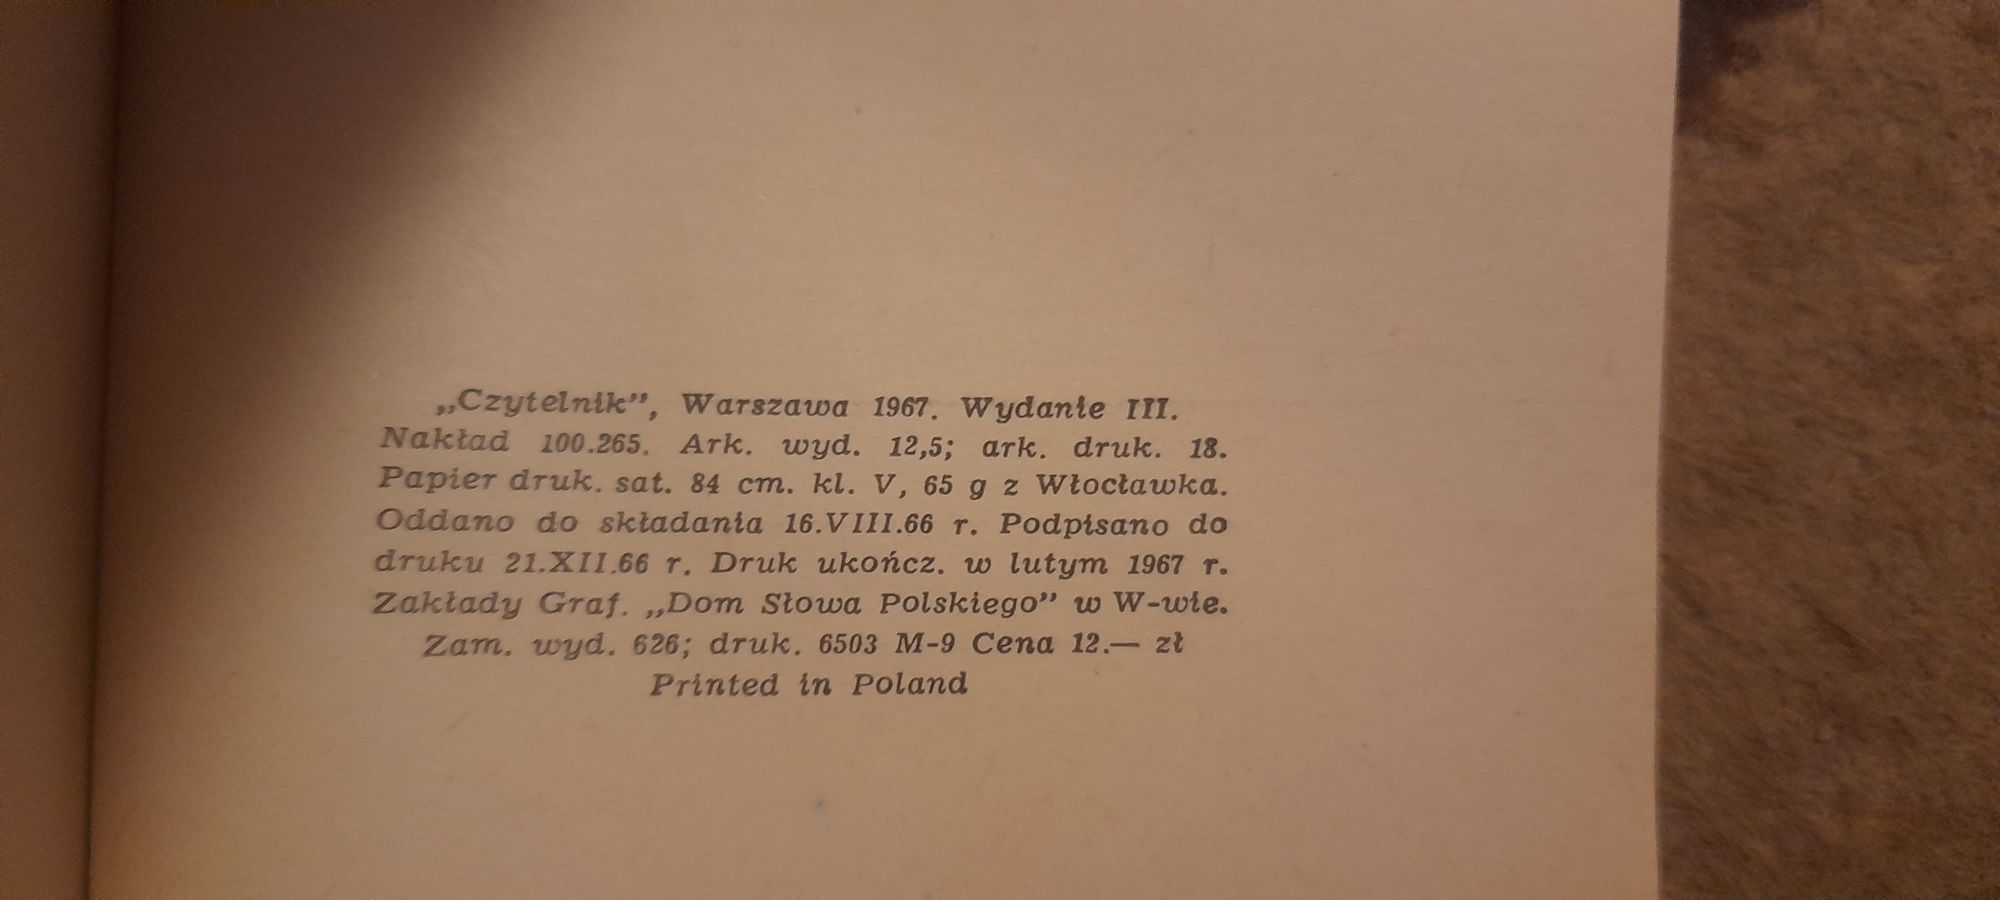 „Czytelnik”, Warszawa 1967. Wydanie III.
Nakład 100.265. Ark. wyd. 12,5; ark. druk. 18.
Papier druk. sat. 84 cm. kl. V, 65 g z Włocławka.
Oddano do składania 16.VIII.66 r. Podpisano do
druku 21.XII.66 r. Druk ukończ. w lutym 1967 r.
Zakłady Graf. „Dom Słowa Polskiego” w W-wie.
Zam. wyd. 626; druk. 6503 M-9 Cena 12.— zł
Printed in Poland